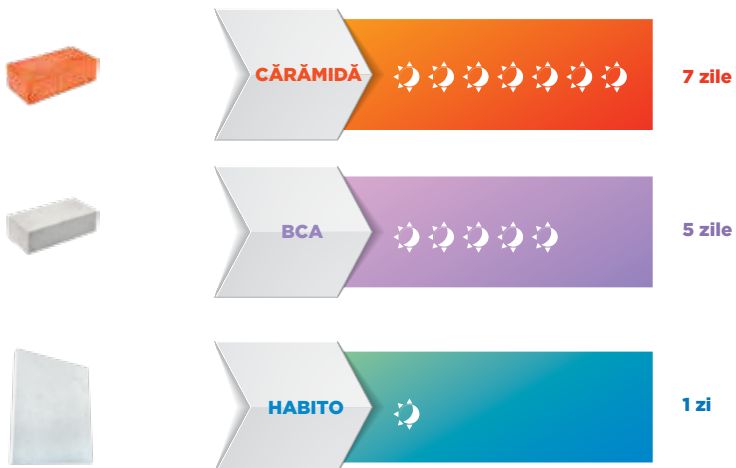 CĂRĂMIDĂ
7 zile
BCA
5 zile
HABITO
1 zi